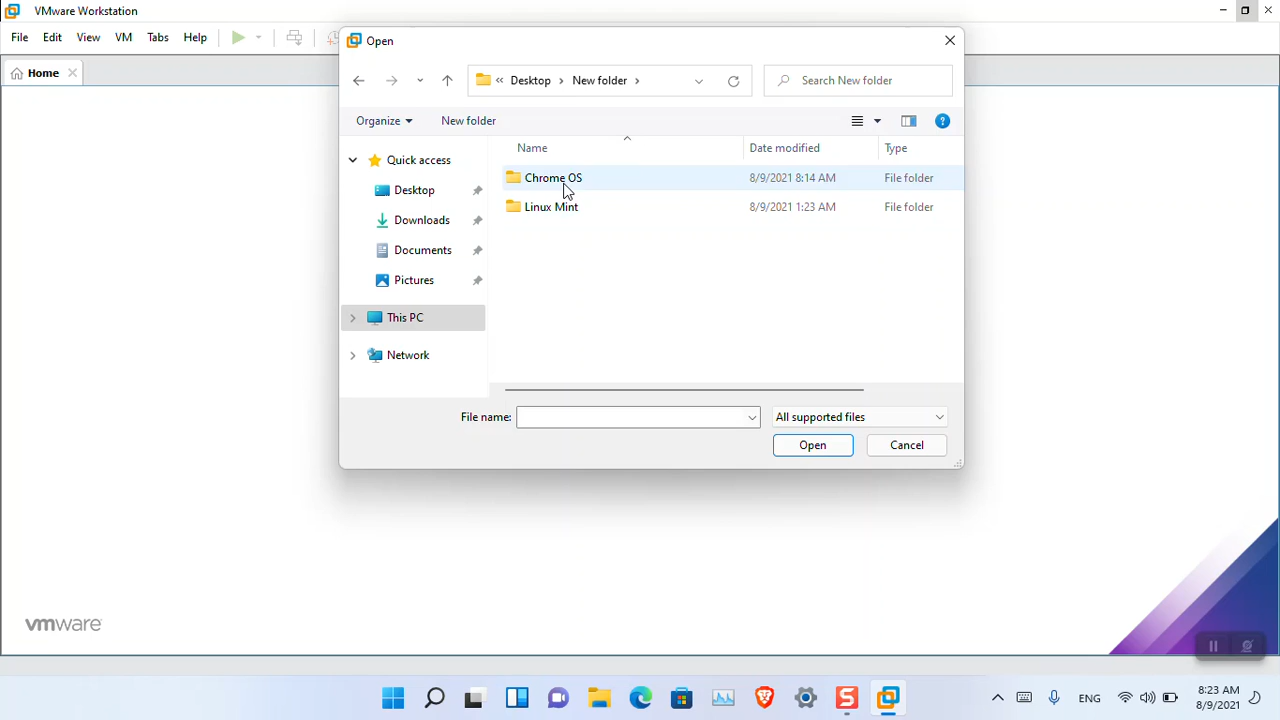 VMware Workstation
File Edit View VM Tabs Help
Home
Open
« Desktop › New folder ›
Search New folder
Organize New folder
Name Date modified Type
Quick access
Desktop
Downloads
Documents
Pictures
This PC
Network
Chrome OS 8/9/2021 8:14 AM File folder
Linux Mint 8/9/2021 1:23 AM File folder
File name: All supported files
Open Cancel
vmware
ENG
8:23 AM
8/9/2021